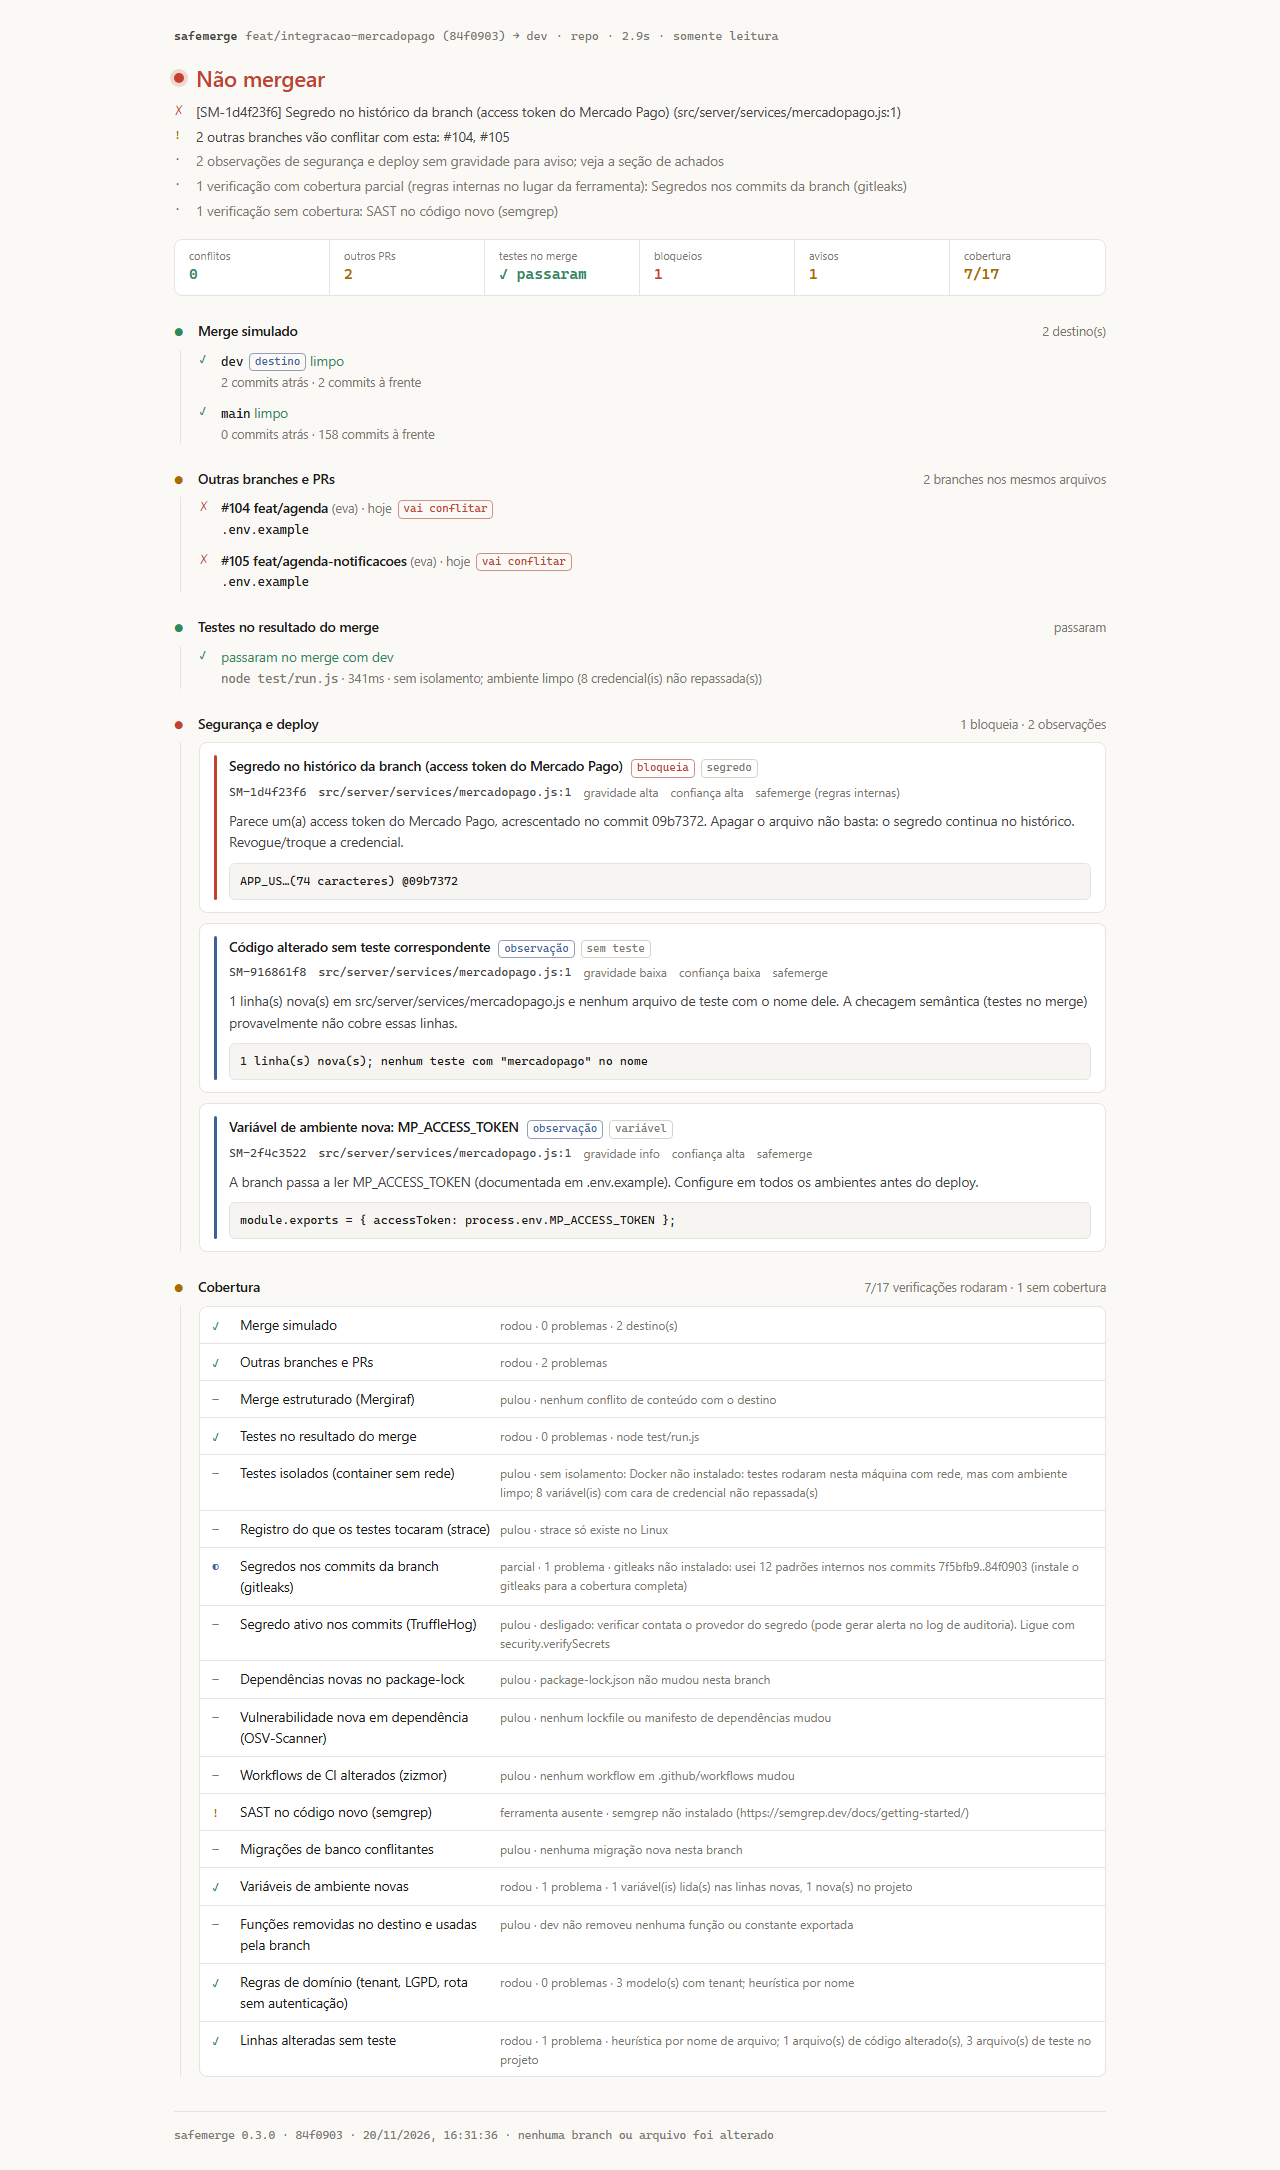 safemerge feat/integracao-mercadopago (84f0903) → dev · repo · 2.9s · somente leitura
Não mergear
✗ [SM-1d4f23f6] Segredo no histórico da branch (access token do Mercado Pago) (src/server/services/mercadopago.js:1)
! 2 outras branches vão conflitar com esta: #104, #105
· 2 observações de segurança e deploy sem gravidade para aviso; veja a seção de achados
· 1 verificação com cobertura parcial (regras internas no lugar da ferramenta): Segredos nos commits da branch (gitleaks)
· 1 verificação sem cobertura: SAST no código novo (semgrep)
conflitos outros PRs testes no merge bloqueios avisos cobertura
0 2 ✓ passaram 1 1 7/17
Merge simulado 2 destino(s)
✓ dev destino limpo
2 commits atrás · 2 commits à frente
✓ main limpo
0 commits atrás · 158 commits à frente
Outras branches e PRs 2 branches nos mesmos arquivos
✗ #104 feat/agenda (eva) · hoje vai conflitar
.env.example
✗ #105 feat/agenda-notificacoes (eva) · hoje vai conflitar
.env.example
Testes no resultado do merge passaram
✓ passaram no merge com dev
node test/run.js · 341ms · sem isolamento; ambiente limpo (8 credencial(is) não repassada(s))
Segurança e deploy 1 bloqueia · 2 observações
Segredo no histórico da branch (access token do Mercado Pago) bloqueia segredo
SM-1d4f23f6 src/server/services/mercadopago.js:1 gravidade alta confiança alta safemerge (regras internas)
Parece um(a) access token do Mercado Pago, acrescentado no commit 09b7372. Apagar o arquivo não basta: o segredo continua no histórico.
Revogue/troque a credencial.
APP_US…(74 caracteres) @09b7372
Código alterado sem teste correspondente observação sem teste
SM-916861f8 src/server/services/mercadopago.js:1 gravidade baixa confiança baixa safemerge
1 linha(s) nova(s) em src/server/services/mercadopago.js e nenhum arquivo de teste com o nome dele. A checagem semântica (testes no merge)
provavelmente não cobre essas linhas.
1 linha(s) nova(s); nenhum teste com "mercadopago" no nome
Variável de ambiente nova: MP_ACCESS_TOKEN observação variável
SM-2f4c3522 src/server/services/mercadopago.js:1 gravidade info confiança alta safemerge
A branch passa a ler MP_ACCESS_TOKEN (documentada em .env.example). Configure em todos os ambientes antes do deploy.
module.exports = { accessToken: process.env.MP_ACCESS_TOKEN };
Cobertura 7/17 verificações rodaram · 1 sem cobertura
✓ Merge simulado rodou · 0 problemas · 2 destino(s)
✓ Outras branches e PRs rodou · 2 problemas
– Merge estruturado (Mergiraf) pulou · nenhum conflito de conteúdo com o destino
✓ Testes no resultado do merge rodou · 0 problemas · node test/run.js
– Testes isolados (container sem rede) pulou · sem isolamento: Docker não instalado: testes rodaram nesta máquina com rede, mas com ambiente
limpo; 8 variável(is) com cara de credencial não repassada(s)
– Registro do que os testes tocaram (strace) pulou · strace só existe no Linux
◐ Segredos nos commits da branch parcial · 1 problema · gitleaks não instalado: usei 12 padrões internos nos commits 7f5bfb9..84f0903 (instale o
(gitleaks) gitleaks para a cobertura completa)
– Segredo ativo nos commits (TruffleHog) pulou · desligado: verificar contata o provedor do segredo (pode gerar alerta no log de auditoria). Ligue com
security.verifySecrets
– Dependências novas no package-lock pulou · package-lock.json não mudou nesta branch
– Vulnerabilidade nova em dependência pulou · nenhum lockfile ou manifesto de dependências mudou
(OSV-Scanner)
– Workflows de CI alterados (zizmor) pulou · nenhum workflow em .github/workflows mudou
! SAST no código novo (semgrep) ferramenta ausente · semgrep não instalado (https://semgrep.dev/docs/getting-started/)
– Migrações de banco conflitantes pulou · nenhuma migração nova nesta branch
✓ Variáveis de ambiente novas rodou · 1 problema · 1 variável(is) lida(s) nas linhas novas, 1 nova(s) no projeto
– Funções removidas no destino e usadas pulou · dev não removeu nenhuma função ou constante exportada
pela branch
✓ Regras de domínio (tenant, LGPD, rota rodou · 0 problemas · 3 modelo(s) com tenant; heurística por nome
sem autenticação)
✓ Linhas alteradas sem teste rodou · 1 problema · heurística por nome de arquivo; 1 arquivo(s) de código alterado(s), 3 arquivo(s) de teste no
projeto
safemerge 0.3.0 · 84f0903 · 20/11/2026, 16:31:36 · nenhuma branch ou arquivo foi alterado